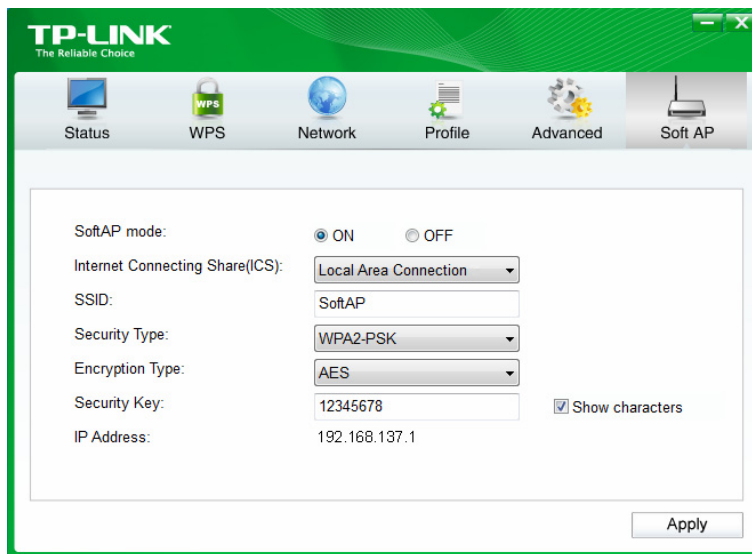 TP-LINK
The Reliable Choice
WPS
Status WPS Network Profile Advanced Soft AP
SoftAP mode: ON OFF
Internet Connecting Share(ICS): Local Area Connection
SSID: SoftAP
Security Type: WPA2-PSK
Encryption Type: AES
Security Key: 12345678 Show characters
IP Address: 192.168.137.1
Apply